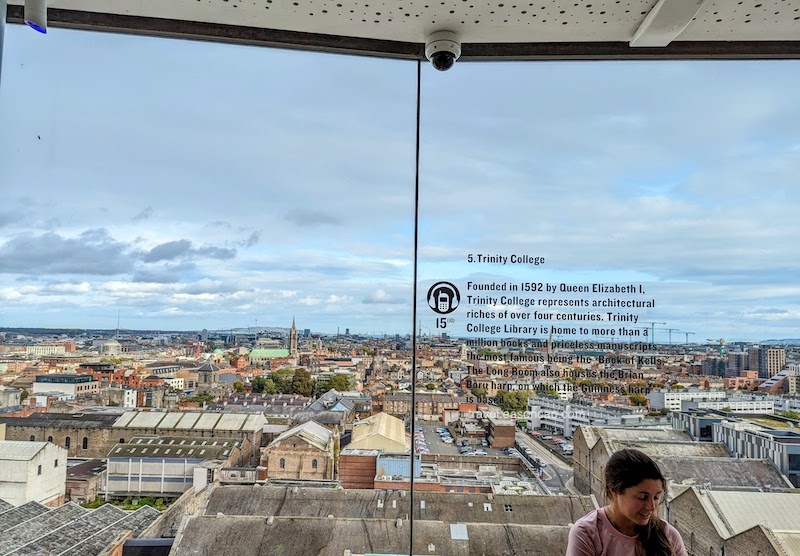 5. Trinity College
Founded in 1592 by Queen Elizabeth I,
Trinity College represents architectural
riches of over four centuries. Trinity
College Library is home to more than a
million books and priceless manuscripts,
the most famous being the "Book of Kells".
The Long Room also houses the Brian
Boru harp, on which the Guinness harp
is based.
15